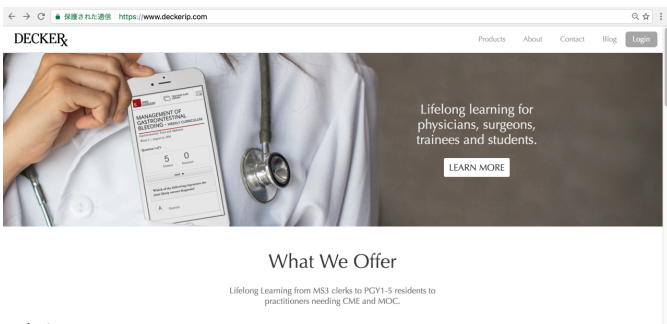 保護された通信 https://www.deckerip.com
DECKER
Products About Contact Blog Login
MANAGEMENT OF
GASTROINTESTINAL
BLEEDING - WEEKLY CURRICULUM
5 0
Lifelong learning for
physicians, surgeons,
trainees and students.
LEARN MORE
What We Offer
Lifelong Learning from MS3 clerks to PGY1-5 residents to
practitioners needing CME and MOC.